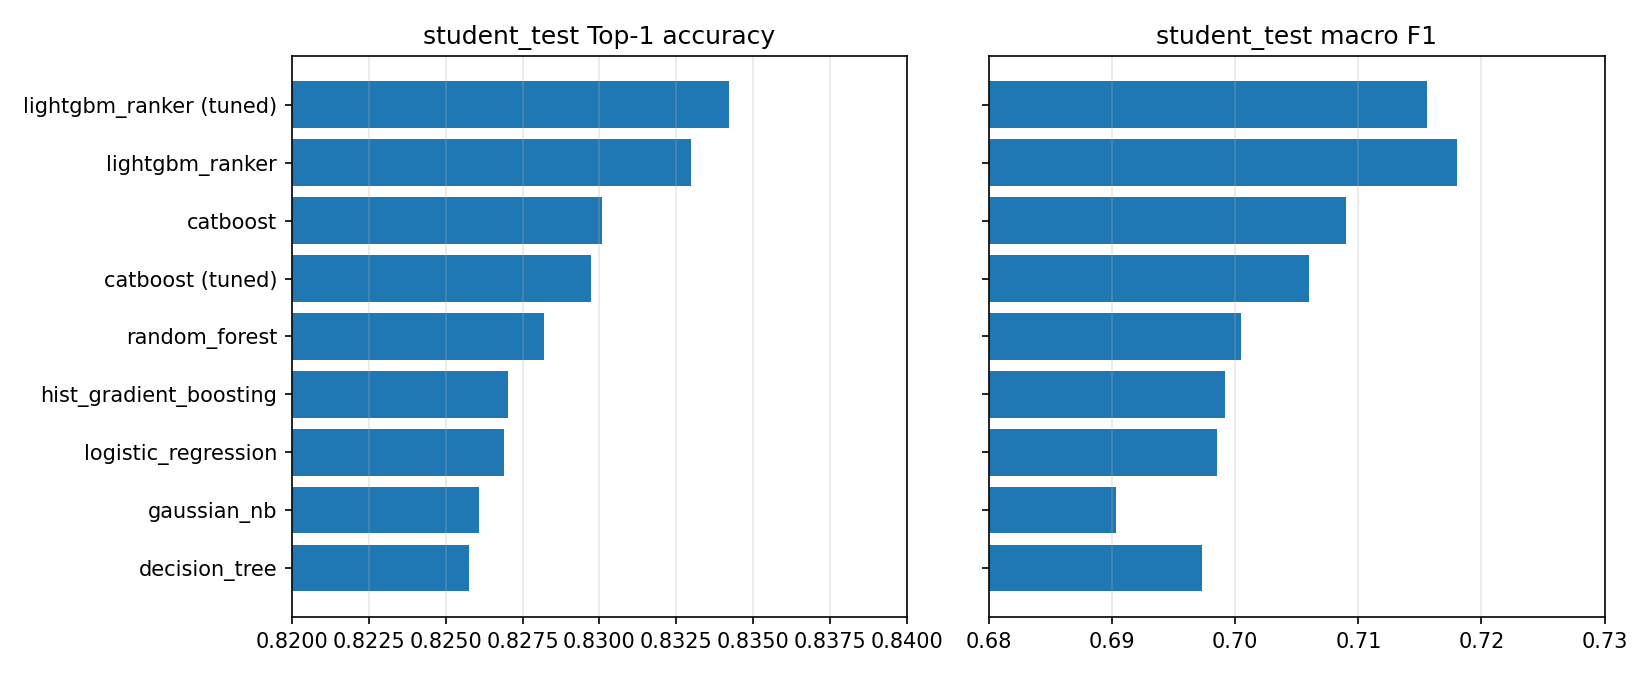 student_test Top-1 accuracy
student_test macro F1
lightgbm_ranker (tuned)
lightgbm_ranker
catboost
catboost (tuned)
random_forest
hist_gradient_boosting
logistic_regression
gaussian_nb
decision_tree
0.8200 0.8225 0.8250 0.8275 0.8300 0.8325 0.8350 0.8375 0.8400
0.68 0.69 0.70 0.71 0.72 0.73